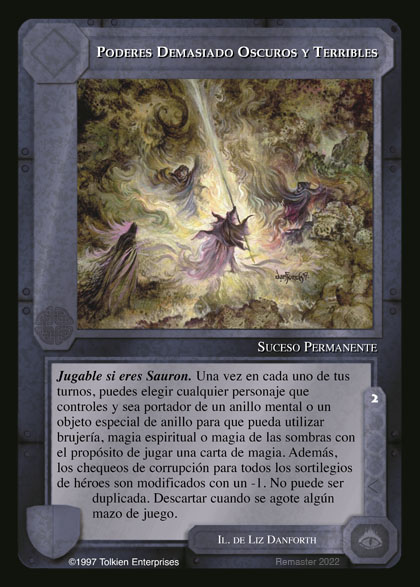 Poderes Demasiado Oscuros y Terribles
Suceso Permanente
Jugable si eres Sauron. Una vez en cada uno de tus
turnos, puedes elegir cualquier personaje que
controles y sea portador de un anillo mental o un
objeto especial de anillo para que pueda utilizar
brujería, magia espiritual o magia de las sombras con
el propósito de jugar una carta de magia. Además,
los chequeos de corrupción para todos los sortilegios
de héroes son modificados con un -1. No puede ser
duplicada. Descartar cuando se agote algún
mazo de juego.
2
Il. de Liz Danforth
©1997 Tolkien Enterprises
Remaster 2022